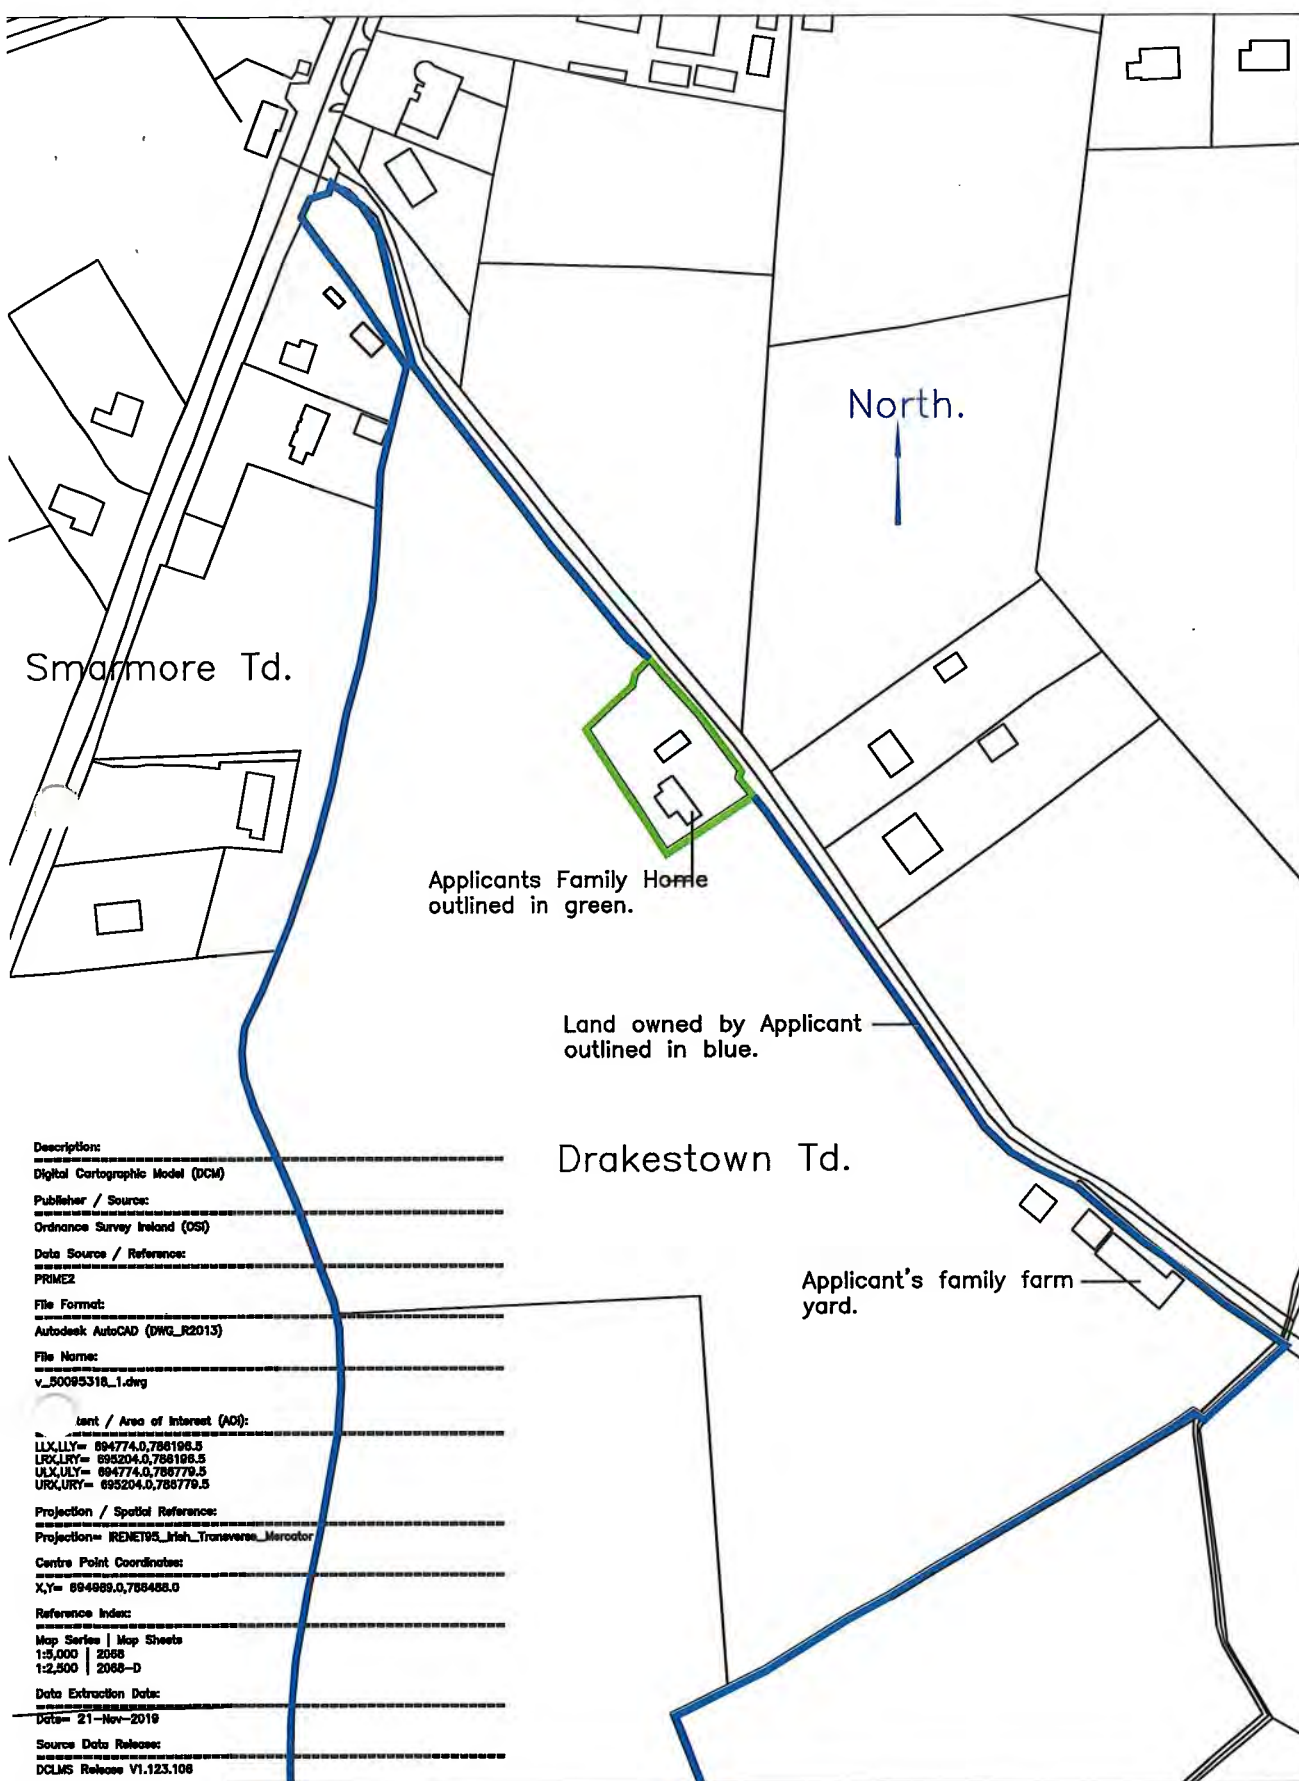 North.
Smarmore Td.
Applicants Family Home
outlined in green.
Land owned by Applicant
outlined in blue.
Drakestown Td.
Applicant's family farm
yard.
Description:
Digital Cartographic Model (DCM)
Publisher / Source:
Ordnance Survey Ireland (OSi)
Data Source / Reference:
PRIME2
File Format:
Autodesk AutoCAD (DWG_R2013)
File Name:
v_50095318_1.dwg
tent / Area of Interest (AOI):
LLX,LLY= 694774.0,786196.5
LRX,LRY= 695204.0,786196.5
ULX,ULY= 694774.0,786779.5
URX,URY= 695204.0,786779.5
Projection / Spatial Reference:
Projection= IRENET95_Irish_Transverse_Mercator
Centre Point Coordinates:
X,Y= 694989.0,786488.0
Reference Index:
Map Series | Map Sheets
1:5,000 | 2068
1:2,500 | 2068-D
Data Extraction Date:
Date= 21-Nov-2019
Source Data Release:
DCLMS Release V1.123.106